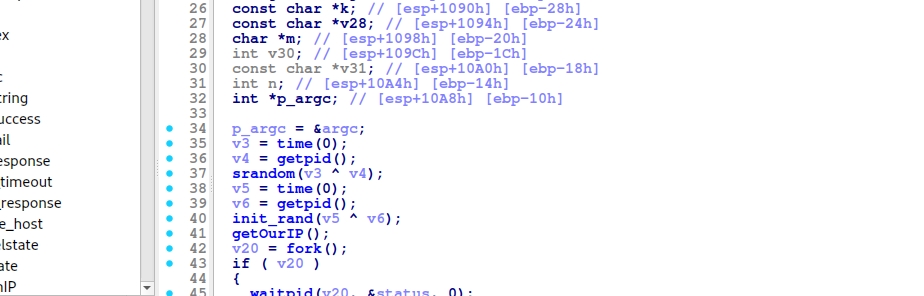 26 const char *k; // [esp+1090h] [ebp-28h]
ex 27 const char *v28; // [esp+1094h] [ebp-24h]
28 char *m; // [esp+1098h] [ebp-20h]
29 int v30; // [esp+109Ch] [ebp-1Ch]
c 30 const char *v31; // [esp+10A0h] [ebp-18h]
tring 31 int n; // [esp+10A4h] [ebp-14h]
32 int *p_argc; // [esp+10A8h] [ebp-10h]
uccess 33
34 p_argc = &argc;
ail 35 v3 = time(0);
esponse 36 v4 = getpid();
37 srandom(v3 ^ v4);
timeout 38 v5 = time(0);
_response 39 v6 = getpid();
e_host 40 init_rand(v5 ^ v6);
41 getOurIP();
elstate 42 v20 = fork();
ate 43 if ( v20 )
44 {
nIP 45 waitpid(v20, &status, 0);